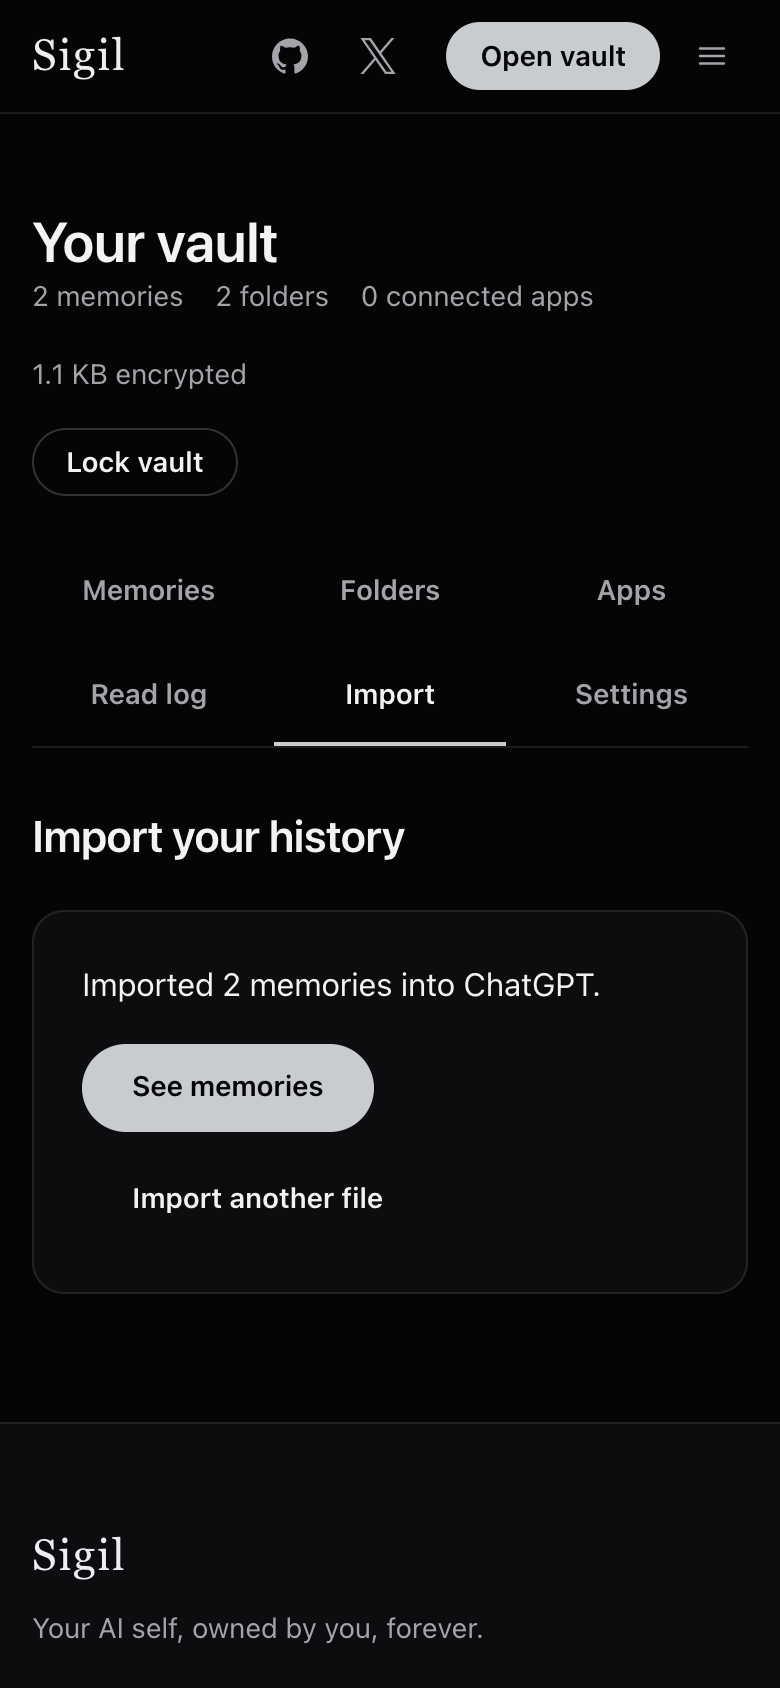 Sigil
Open vault
Your vault
2 memories 2 folders 0 connected apps
1.1 KB encrypted
Lock vault
Memories Folders Apps
Read log Import Settings
Import your history
Imported 2 memories into ChatGPT.
See memories
Import another file
Sigil
Your AI self, owned by you, forever.